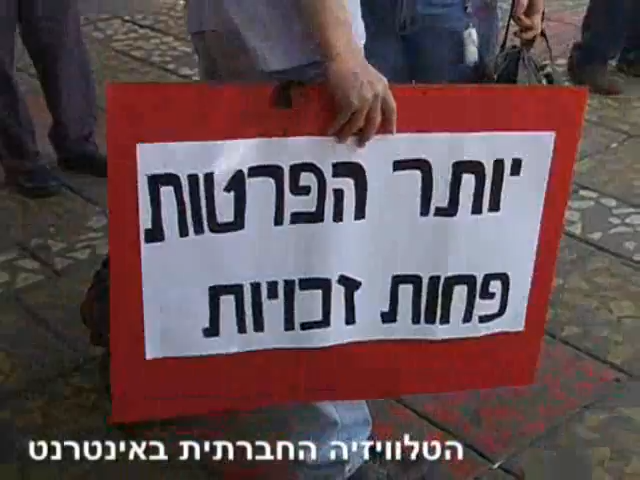 יותר הפרטות
פחות זכויות
הטלוויזיה החברתית באינטרנט